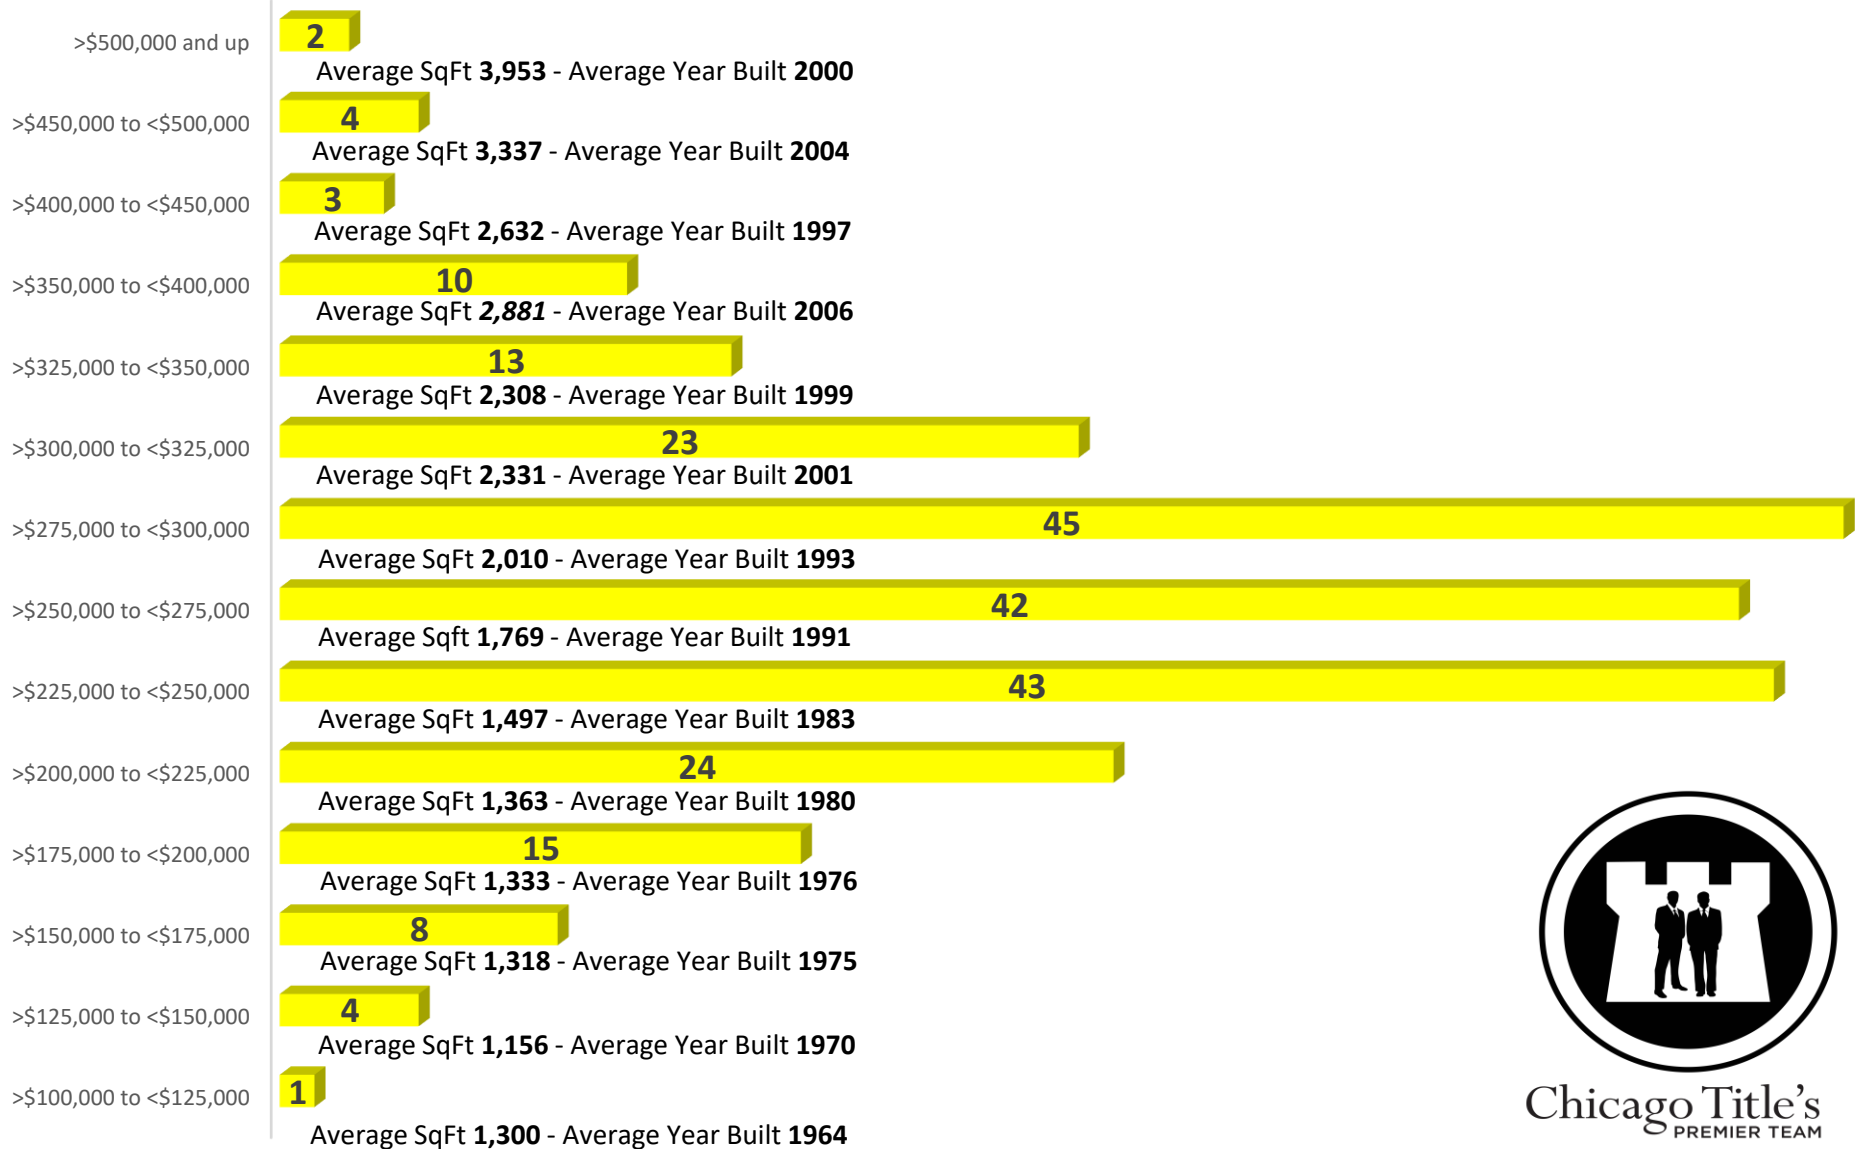 >$500,000 and up
2
Average SqFt 3,953 - Average Year Built 2000
>$450,000 to <$500,000
4
Average SqFt 3,337 - Average Year Built 2004
>$400,000 to <$450,000
3
Average SqFt 2,632 - Average Year Built 1997
>$350,000 to <$400,000
10
Average SqFt 2,881 - Average Year Built 2006
>$325,000 to <$350,000
13
Average SqFt 2,308 - Average Year Built 1999
>$300,000 to <$325,000
23
Average SqFt 2,331 - Average Year Built 2001
>$275,000 to <$300,000
45
Average SqFt 2,010 - Average Year Built 1993
>$250,000 to <$275,000
42
Average Sqft 1,769 - Average Year Built 1991
>$225,000 to <$250,000
43
Average SqFt 1,497 - Average Year Built 1983
>$200,000 to <$225,000
24
Average SqFt 1,363 - Average Year Built 1980
>$175,000 to <$200,000
15
Average SqFt 1,333 - Average Year Built 1976
>$150,000 to <$175,000
8
Average SqFt 1,318 - Average Year Built 1975
>$125,000 to <$150,000
4
Average SqFt 1,156 - Average Year Built 1970
>$100,000 to <$125,000
1
Average SqFt 1,300 - Average Year Built 1964
Chicago Title's
PREMIER TEAM